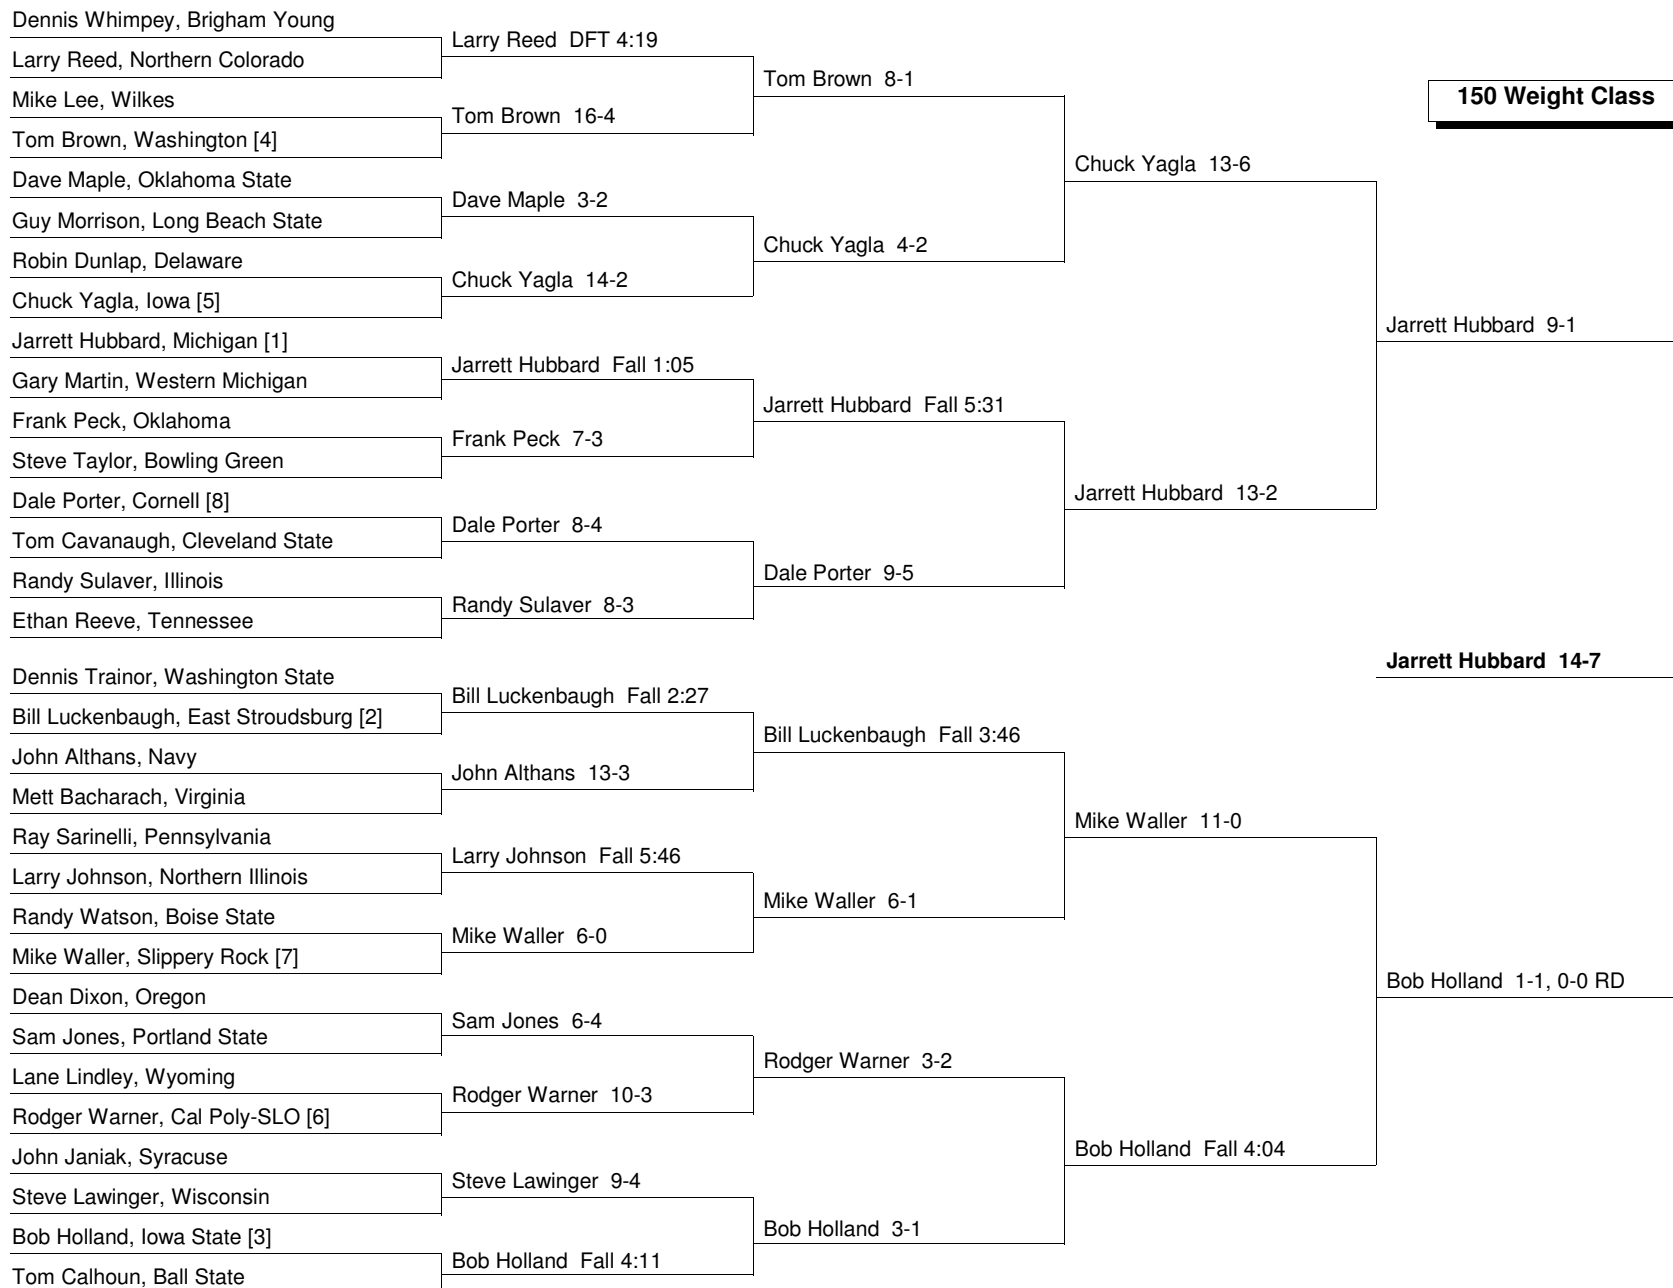 Dennis Whimpey, Brigham Young
Larry Reed, Northern Colorado
Mike Lee, Wilkes
Tom Brown, Washington [4]
Dave Maple, Oklahoma State
Guy Morrison, Long Beach State
Robin Dunlap, Delaware
Chuck Yagla, Iowa [5]
Jarrett Hubbard, Michigan [1]
Gary Martin, Western Michigan
Frank Peck, Oklahoma
Steve Taylor, Bowling Green
Dale Porter, Cornell [8]
Tom Cavanaugh, Cleveland State
Randy Sulaver, Illinois
Ethan Reeve, Tennessee
Dennis Trainor, Washington State
Bill Luckenbaugh, East Stroudsburg [2]
John Althans, Navy
Mett Bacharach, Virginia
Ray Sarinelli, Pennsylvania
Larry Johnson, Northern Illinois
Randy Watson, Boise State
Mike Waller, Slippery Rock [7]
Dean Dixon, Oregon
Sam Jones, Portland State
Lane Lindley, Wyoming
Rodger Warner, Cal Poly-SLO [6]
John Janiak, Syracuse
Steve Lawinger, Wisconsin
Bob Holland, Iowa State [3]
Tom Calhoun, Ball State
Larry Reed DFT 4:19
Tom Brown 16-4
Dave Maple 3-2
Chuck Yagla 14-2
Jarrett Hubbard Fall 1:05
Frank Peck 7-3
Dale Porter 8-4
Randy Sulaver 8-3
Bill Luckenbaugh Fall 2:27
John Althans 13-3
Larry Johnson Fall 5:46
Mike Waller 6-0
Sam Jones 6-4
Rodger Warner 10-3
Steve Lawinger 9-4
Bob Holland Fall 4:11
Tom Brown 8-1
Chuck Yagla 4-2
Jarrett Hubbard Fall 5:31
Dale Porter 9-5
Bill Luckenbaugh Fall 3:46
Mike Waller 6-1
Rodger Warner 3-2
Bob Holland 3-1
Chuck Yagla 13-6
Jarrett Hubbard 13-2
Mike Waller 11-0
Bob Holland Fall 4:04
150 Weight Class
Jarrett Hubbard 9-1
Jarrett Hubbard 14-7
Bob Holland 1-1, 0-0 RD